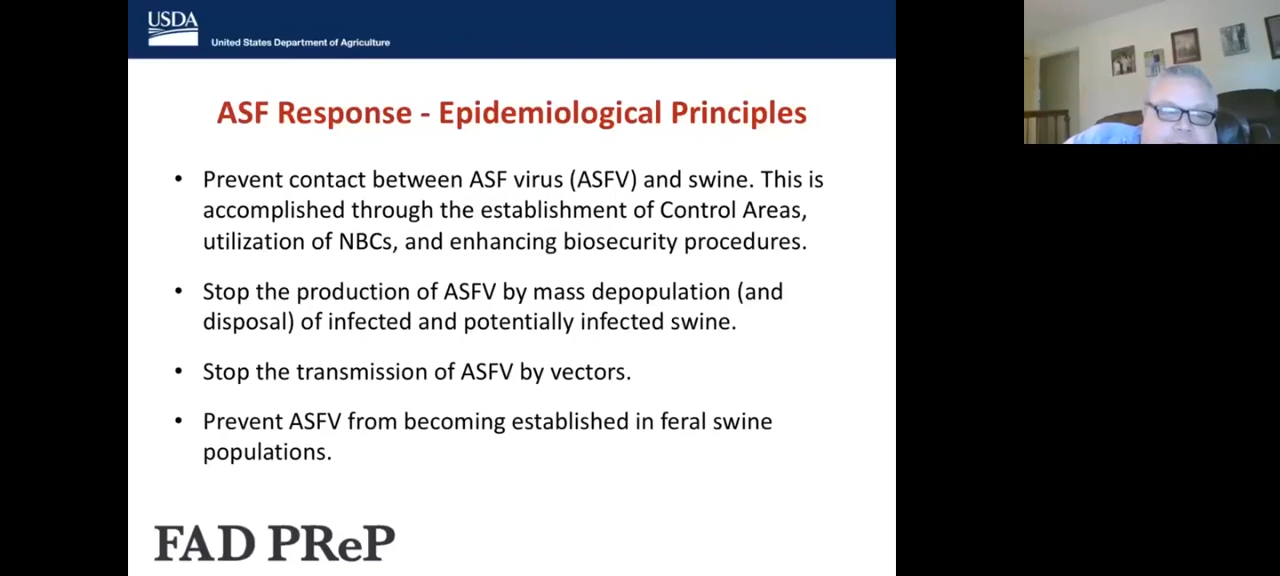 USDA
United States Department of Agriculture
ASF Response - Epidemiological Principles
• Prevent contact between ASF virus (ASFV) and swine. This is
accomplished through the establishment of Control Areas,
utilization of NBCs, and enhancing biosecurity procedures.
• Stop the production of ASFV by mass depopulation (and
disposal) of infected and potentially infected swine.
• Stop the transmission of ASFV by vectors.
• Prevent ASFV from becoming established in feral swine
populations.
FAD PReP